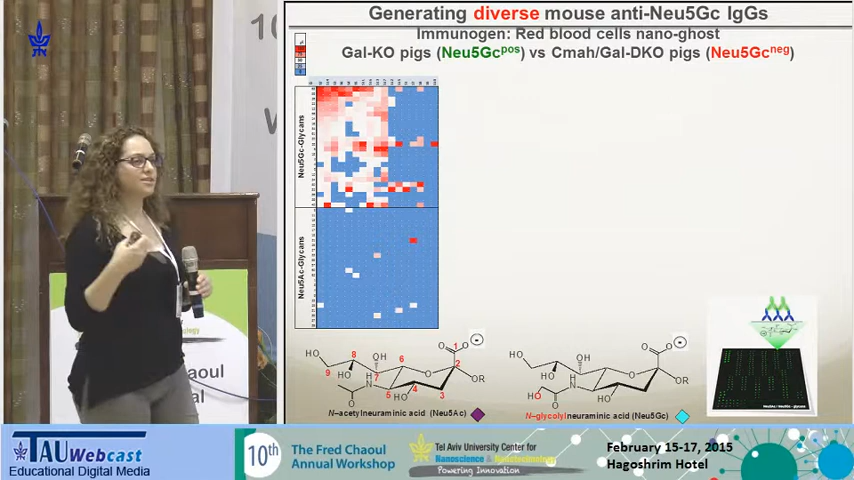 Generating diverse mouse anti-Neu5Gc IgGs
Immunogen: Red blood cells nano-ghost
Gal-KO pigs (Neu5Gcpos) vs Cmah/Gal-DKO pigs (Neu5Gcneg)
Neu5Gc-Glycans
Neu5Ac-Glycans
N-acetylneuraminic acid (Neu5Ac)
N-glycolylneuraminic acid (Neu5Gc)
TAU Webcast
Educational Digital Media
10th
The Fred Chaoul
Annual Workshop
Tel Aviv University Center for
Nanoscience & Nanotechnology
Powering Innovation
February 15-17, 2015
Hagoshrim Hotel